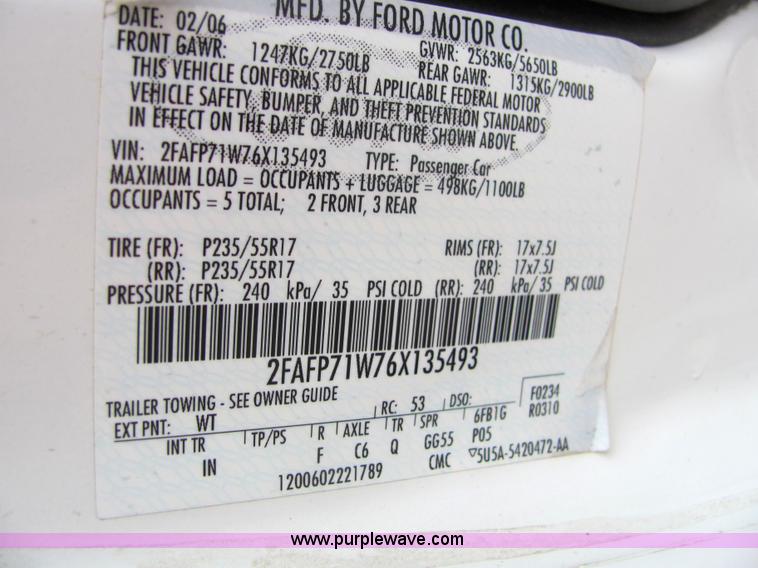 MFD. BY FORD MOTOR CO.
DATE: 02/06 GVWR: 2563KG/5650LB
FRONT GAWR: 1247KG/2750LB REAR GAWR: 1315KG/2900LB
THIS VEHICLE CONFORMS TO ALL APPLICABLE FEDERAL MOTOR
VEHICLE SAFETY, BUMPER, AND THEFT PREVENTION STANDARDS
IN EFFECT ON THE DATE OF MANUFACTURE SHOWN ABOVE.
VIN: 2FAFP71W76X135493 TYPE: Passenger Car
MAXIMUM LOAD = OCCUPANTS + LUGGAGE = 498KG/1100LB
OCCUPANTS = 5 TOTAL; 2 FRONT, 3 REAR
TIRE (FR): P235/55R17 RIMS (FR): 17x7.5J
(RR): P235/55R17 (RR): 17x7.5J
PRESSURE (FR): 240 kPa/ 35 PSI COLD (RR): 240 kPa/ 35 PSI COLD
2FAFP71W76X135493
TRAILER TOWING - SEE OWNER GUIDE F0234
EXT PNT: WT RC: 53 DSO: 6FB1G R0310
INT TR TP/PS R AXLE TR SPR P05
IN F C6 Q GG55
1200602221789 CMC ▽5U5A-5420472-AA
www.purplewave.com